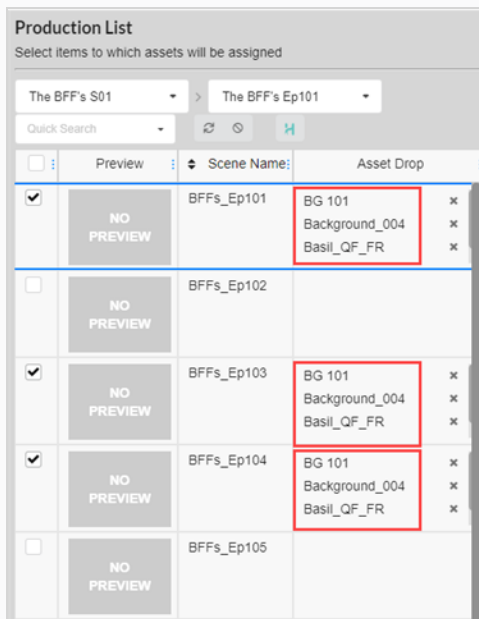 Production List
Select items to which assets will be assigned
The BFF's S01 > The BFF's Ep101
Quick Search
Preview Scene Name Asset Drop
BFFs_Ep101 BG 101
NO PREVIEW Background_004
Basil_QF_FR
BFFs_Ep102
NO
PREVIEW
BFFs_Ep103 BG 101
NO PREVIEW Background_004
Basil_QF_FR
BFFs_Ep104 BG 101
NO PREVIEW Background_004
Basil_QF_FR
BFFs_Ep105
NO
PREVIEW